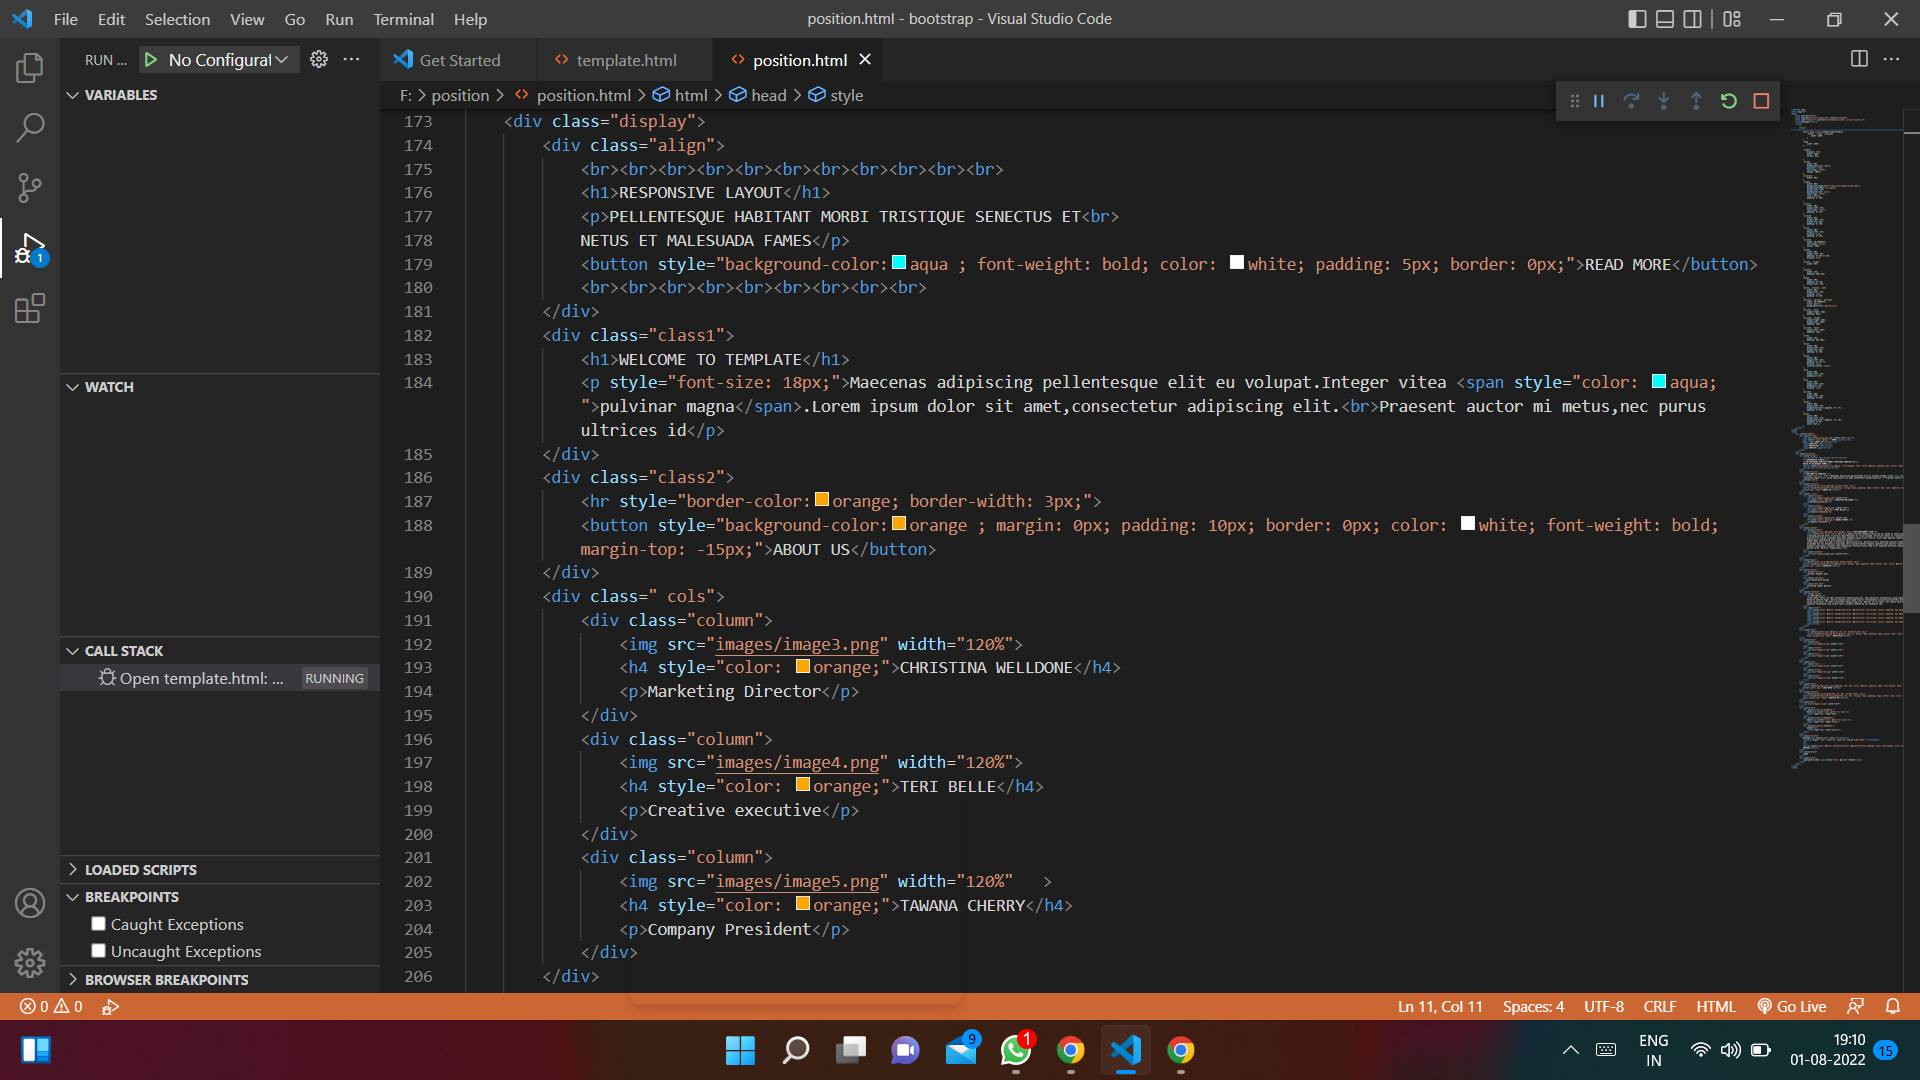 File Edit Selection View Go Run Terminal Help
position.html - bootstrap - Visual Studio Code
RUN ... No Configurat
Get Started template.html position.html
F: > position > position.html > html > head > style
VARIABLES
WATCH
CALL STACK
Open template.html: ... RUNNING
LOADED SCRIPTS
BREAKPOINTS
Caught Exceptions
Uncaught Exceptions
BROWSER BREAKPOINTS
1
173 <div class="display">
174 <div class="align">
175 <br><br><br><br><br><br><br><br><br><br><br>
176 <h1>RESPONSIVE LAYOUT</h1>
177 <p>PELLENTESQUE HABITANT MORBI TRISTIQUE SENECTUS ET<br>
178 NETUS ET MALESUADA FAMES</p>
179 <button style="background-color:aqua ; font-weight: bold; color: white; padding: 5px; border: 0px;">READ MORE</button>
180 <br><br><br><br><br><br><br><br><br>
181 </div>
182 <div class="class1">
183 <h1>WELCOME TO TEMPLATE</h1>
184 <p style="font-size: 18px;">Maecenas adipiscing pellentesque elit eu volupat.Integer vitea <span style="color: aqua;
">pulvinar magna</span>.Lorem ipsum dolor sit amet,consectetur adipiscing elit.<br>Praesent auctor mi metus,nec purus
ultrices id</p>
185 </div>
186 <div class="class2">
187 <hr style="border-color:orange; border-width: 3px;">
188 <button style="background-color:orange ; margin: 0px; padding: 10px; border: 0px; color: white; font-weight: bold;
margin-top: -15px;">ABOUT US</button>
189 </div>
190 <div class=" cols">
191 <div class="column">
192 <img src="images/image3.png" width="120%">
193 <h4 style="color: orange;">CHRISTINA WELLDONE</h4>
194 <p>Marketing Director</p>
195 </div>
196 <div class="column">
197 <img src="images/image4.png" width="120%">
198 <h4 style="color: orange;">TERI BELLE</h4>
199 <p>Creative executive</p>
200 </div>
201 <div class="column">
202 <img src="images/image5.png" width="120%" >
203 <h4 style="color: orange;">TAWANA CHERRY</h4>
204 <p>Company President</p>
205 </div>
206 </div>
0 0 Ln 11, Col 11 Spaces: 4 UTF-8 CRLF HTML Go Live
9 1
ENG
IN
19:10
01-08-2022
15